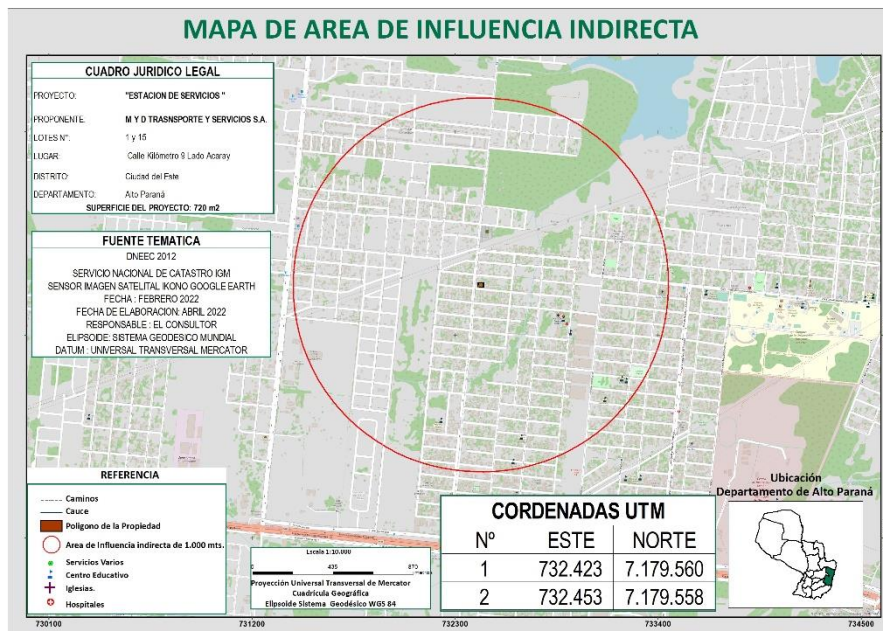 MAPA DE AREA DE INFLUENCIA INDIRECTA
CUADRO JURIDICO LEGAL
PROYECTO: "ESTACION DE SERVICIOS "
PROPONENTE: M Y D TRASNSPORTE Y SERVICIOS S.A.
LOTES Nº: 1 y 15
LUGAR: Calle Kilómetro 9 Lado Acaray
DISTRITO: Ciudad del Este
DEPARTAMENTO: Alto Paraná
SUPERFICIE DEL PROYECTO: 720 m2
FUENTE TEMATICA
DNEEC 2012
SERVICIO NACIONAL DE CATASTRO IGM
SENSOR IMAGEN SATELITAL IKONO GOOGLE EARTH
FECHA : FEBRERO 2022
FECHA DE ELABORACION: ABRIL 2022
RESPONSABLE : EL CONSULTOR
ELIPSOIDE: SISTEMA GEODESICO MUNDIAL
DATUM : UNIVERSAL TRANSVERSAL MERCATOR
REFERENCIA
Caminos
Cauce
Poligono de la Propiedad
Area de Influencia indirecta de 1.000 mts.
Servicios Varios
Centro Educativo
Iglesias.
Hospitales
Escala 1:10.000
0 435 870
Proyección Universal Transversal de Mercator
Cuadricula Geográfica
Elipsoide Sistema Geodésico WGS 84
CORDENADAS UTM
Nº ESTE NORTE
1 732.423 7.179.560
2 732.453 7.179.558
Ubicación
Departamento de Alto Paraná
730100 731200 732300 733400 734500